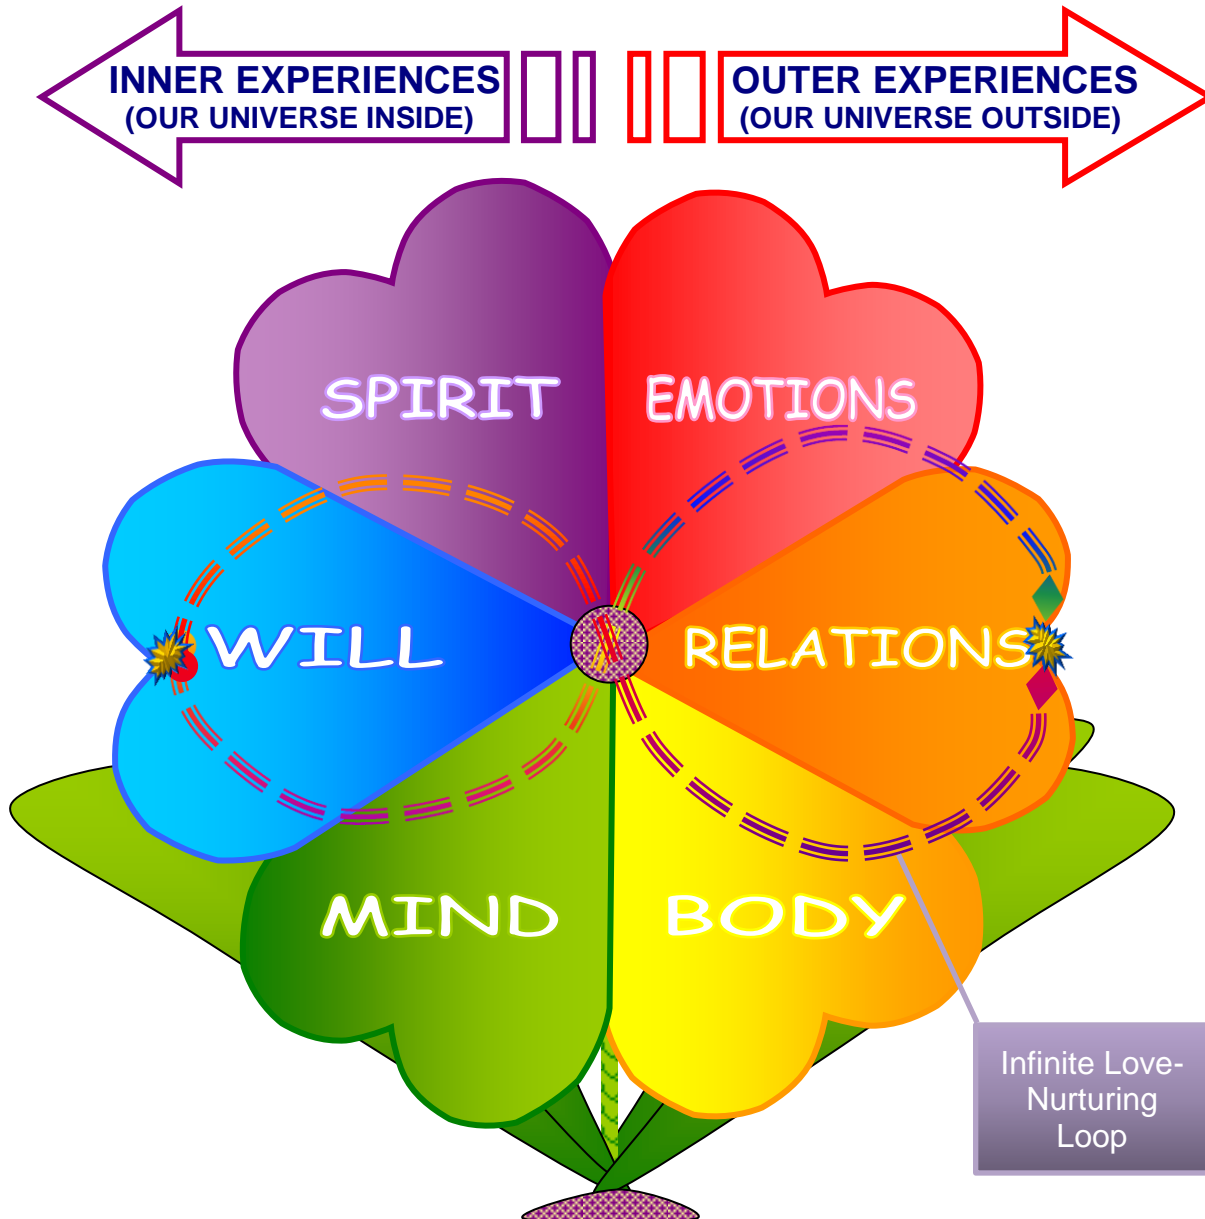 INNER EXPERIENCES
(OUR UNIVERSE INSIDE)
OUTER EXPERIENCES
(OUR UNIVERSE OUTSIDE)
SPIRIT
EMOTIONS
WILL
RELATIONS
MIND
BODY
Infinite Love-
Nurturing
Loop